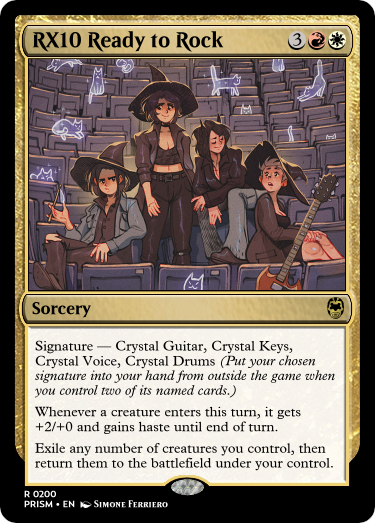 RX10 Ready to Rock 3
Sorcery
Signature — Crystal Guitar, Crystal Keys,
Crystal Voice, Crystal Drums (Put your chosen
signature into your hand from outside the game when
you control two of its named cards.)
Whenever a creature enters this turn, it gets
+2/+0 and gains haste until end of turn.
Exile any number of creatures you control, then
return them to the battlefield under your control.
R 0200
PRISM • EN Simone Ferriero